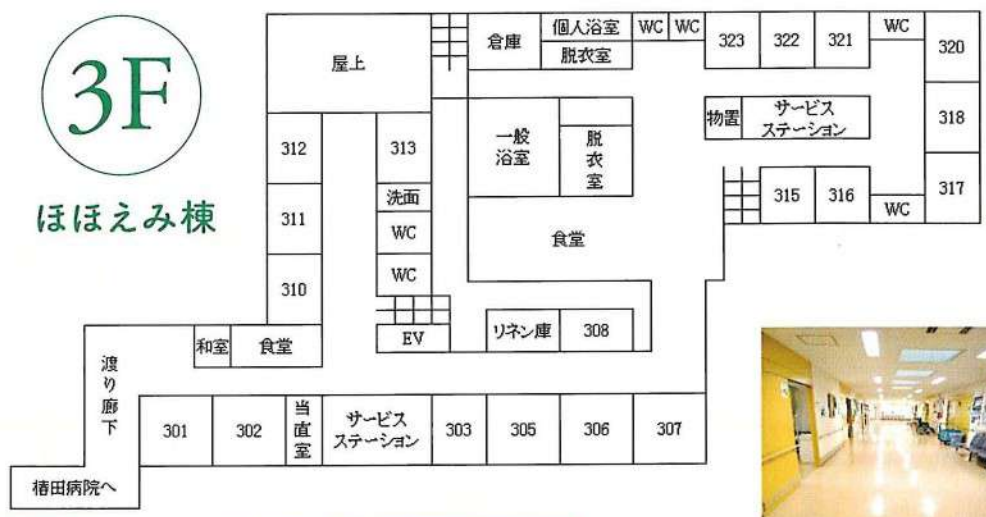 3F
ほほえみ棟
屋上
倉庫
個人浴室
脱衣室
WC
WC
323
322
321
WC
320
312
313
一般
浴室
脱衣室
物置
サービス
ステーション
318
311
洗面
WC
食堂
315
316
WC
317
310
WC
EV
リネン庫
308
渡り廊下
和室
食堂
301
302
当直室
サービス
ステーション
303
305
306
307
椿田病院へ